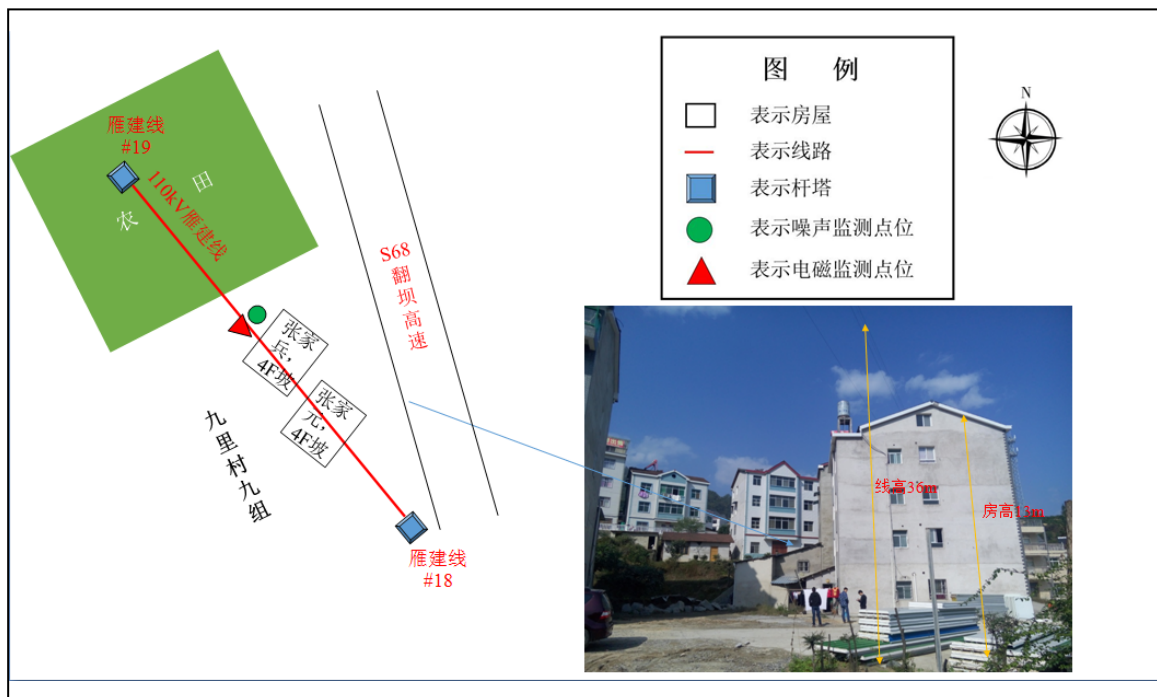 图 例
表示房屋
表示线路
表示杆塔
表示噪声监测点位
表示电磁监测点位
N
雁建线
#19
110kV雁建线
农田
S68
翻坝高速
张家
兵，
4F坡
张家
元，
4F坡
九里村九组
雁建线
#18
线高36m
房高13m